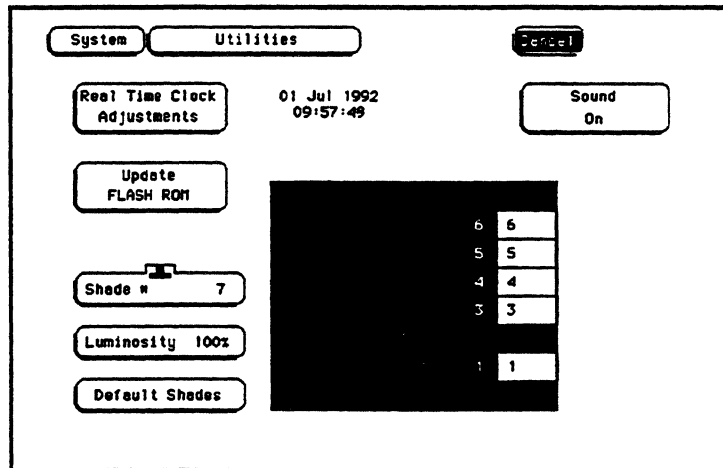 System Utilities Cancel
Real Time Clock
Adjustments
01 Jul 1992
09:57:49
Sound
On
Update
FLASH ROM
6 6
5 5
4 4
3 3
1 1
Shade # 7
Luminosity 100%
Default Shades